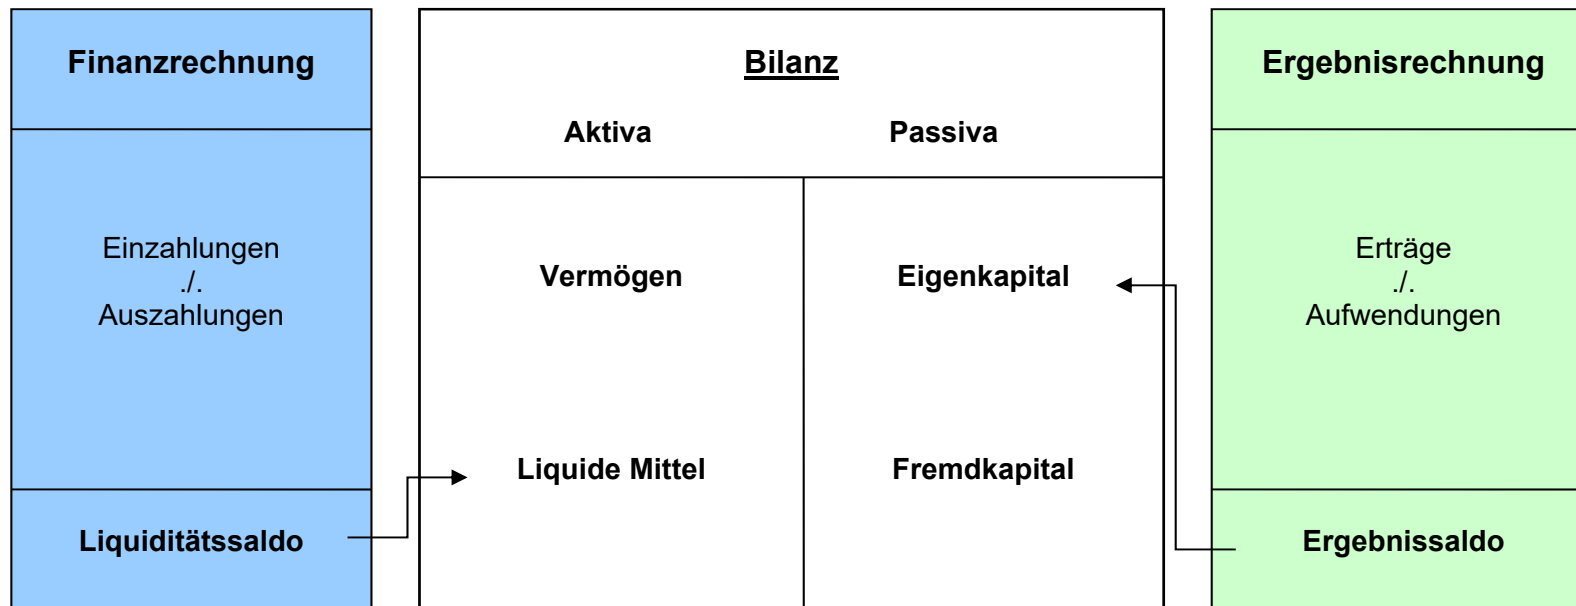 Finanzrechnung
Einzahlungen
./.
Auszahlungen
Liquiditätssaldo
Bilanz
Aktiva Passiva
Vermögen Eigenkapital
Liquide Mittel Fremdkapital
Ergebnisrechnung
Erträge
./.
Aufwendungen
Ergebnissaldo